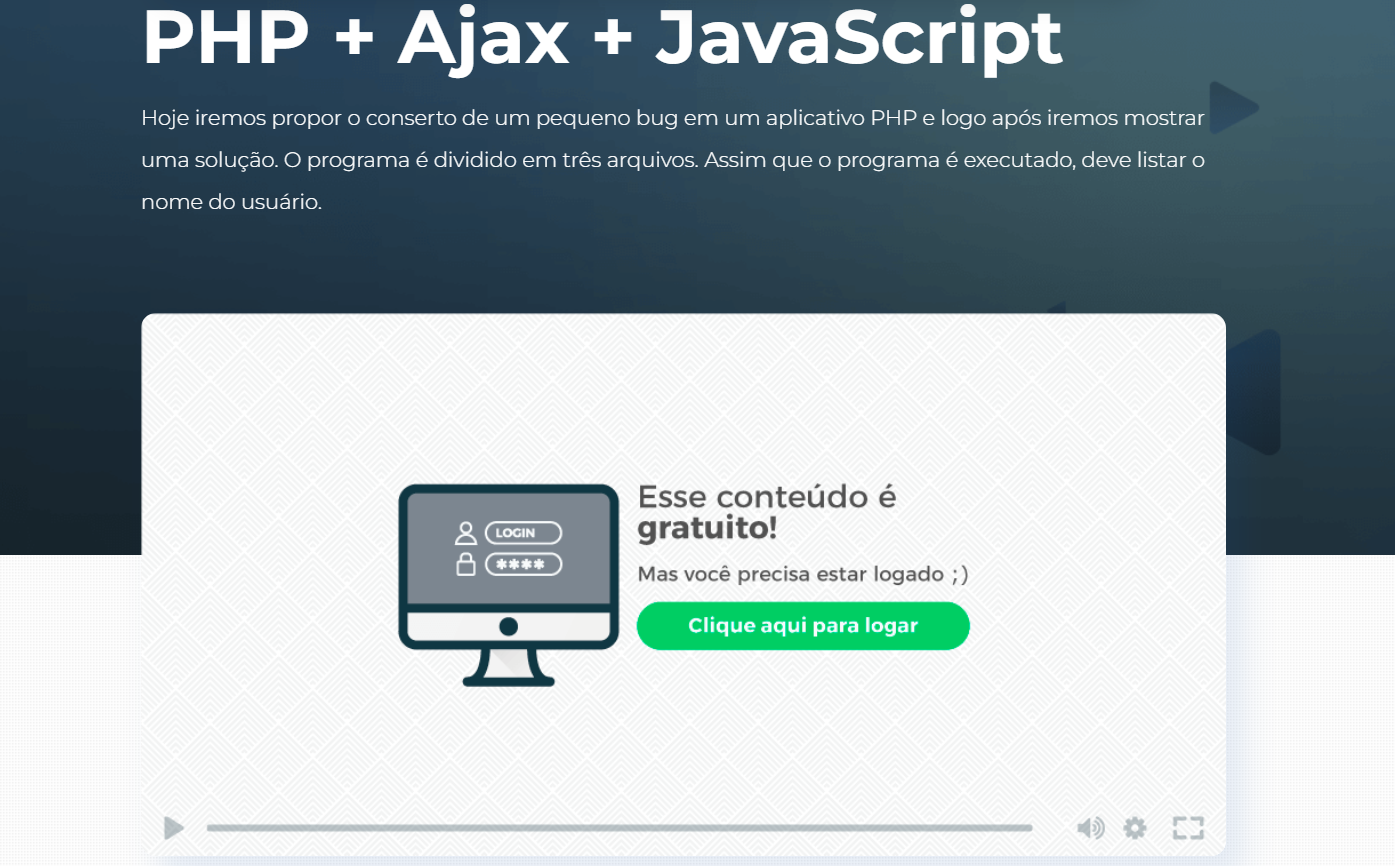 PHP + Ajax + JavaScript
Hoje iremos propor o conserto de um pequeno bug em um aplicativo PHP e logo após iremos mostrar
uma solução. O programa é dividido em três arquivos. Assim que o programa é executado, deve listar o
nome do usuário.
LOGIN
****
Esse conteúdo é
gratuito!
Mas você precisa estar logado ;)
Clique aqui para logar